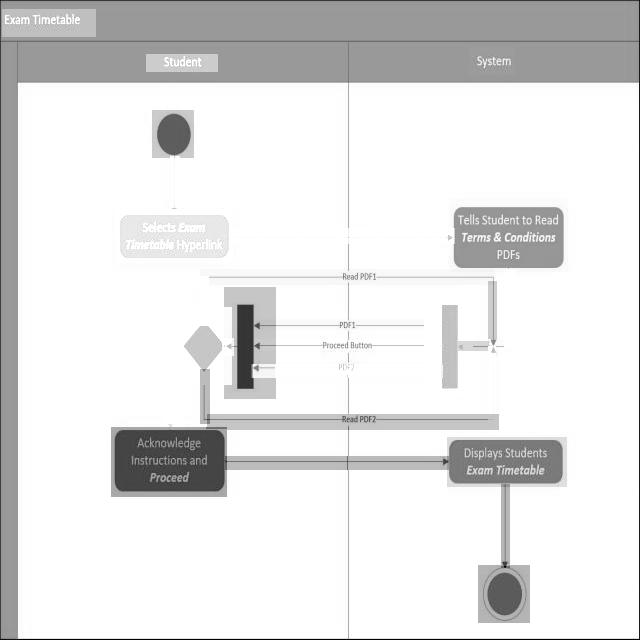 Exam Timetable
Student
System
Selects Exam
Timetable Hyperlink
Tells Student to Read
Terms & Conditions
PDFs
Read PDF1
PDF1
Proceed Button
PDF2
Read PDF2
Acknowledge
Instructions and
Proceed
Displays Students
Exam Timetable